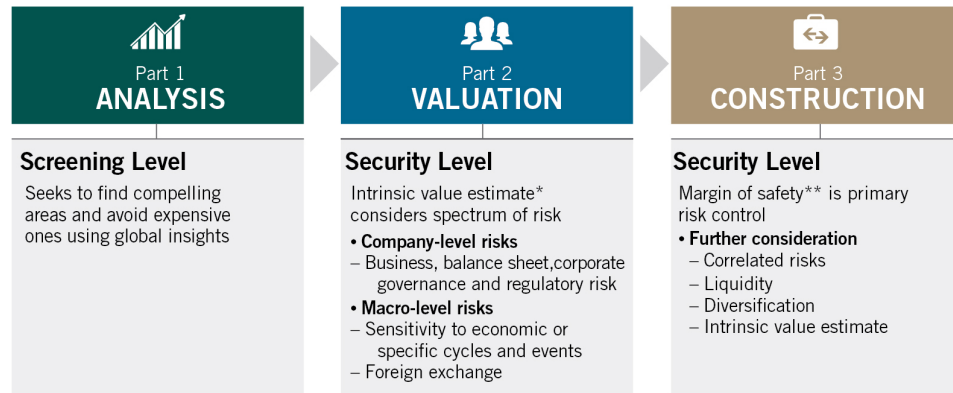 Part 1
ANALYSIS
Screening Level
Seeks to find compelling
areas and avoid expensive
ones using global insights
Part 2
VALUATION
Security Level
Intrinsic value estimate*
considers spectrum of risk
• Company-level risks
– Business, balance sheet,corporate
governance and regulatory risk
• Macro-level risks
– Sensitivity to economic or
specific cycles and events
– Foreign exchange
Part 3
CONSTRUCTION
Security Level
Margin of safety** is primary
risk control
• Further consideration
– Correlated risks
– Liquidity
– Diversification
– Intrinsic value estimate